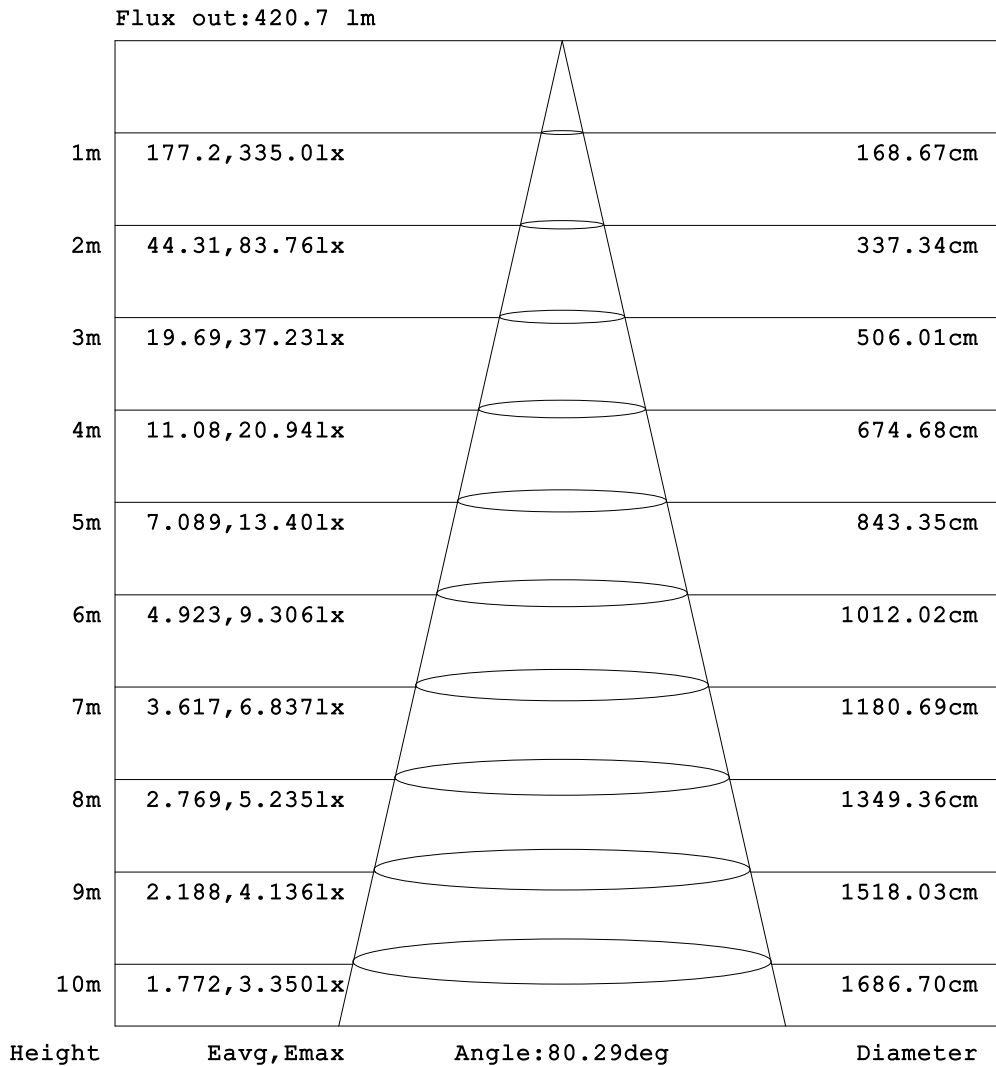 Flux out:420.7 lm
1m 177.2,335.0lx 168.67cm
2m 44.31,83.76lx 337.34cm
3m 19.69,37.23lx 506.01cm
4m 11.08,20.94lx 674.68cm
5m 7.089,13.40lx 843.35cm
6m 4.923,9.306lx 1012.02cm
7m 3.617,6.837lx 1180.69cm
8m 2.769,5.235lx 1349.36cm
9m 2.188,4.136lx 1518.03cm
10m 1.772,3.350lx 1686.70cm
Height Eavg,Emax Angle:80.29deg Diameter